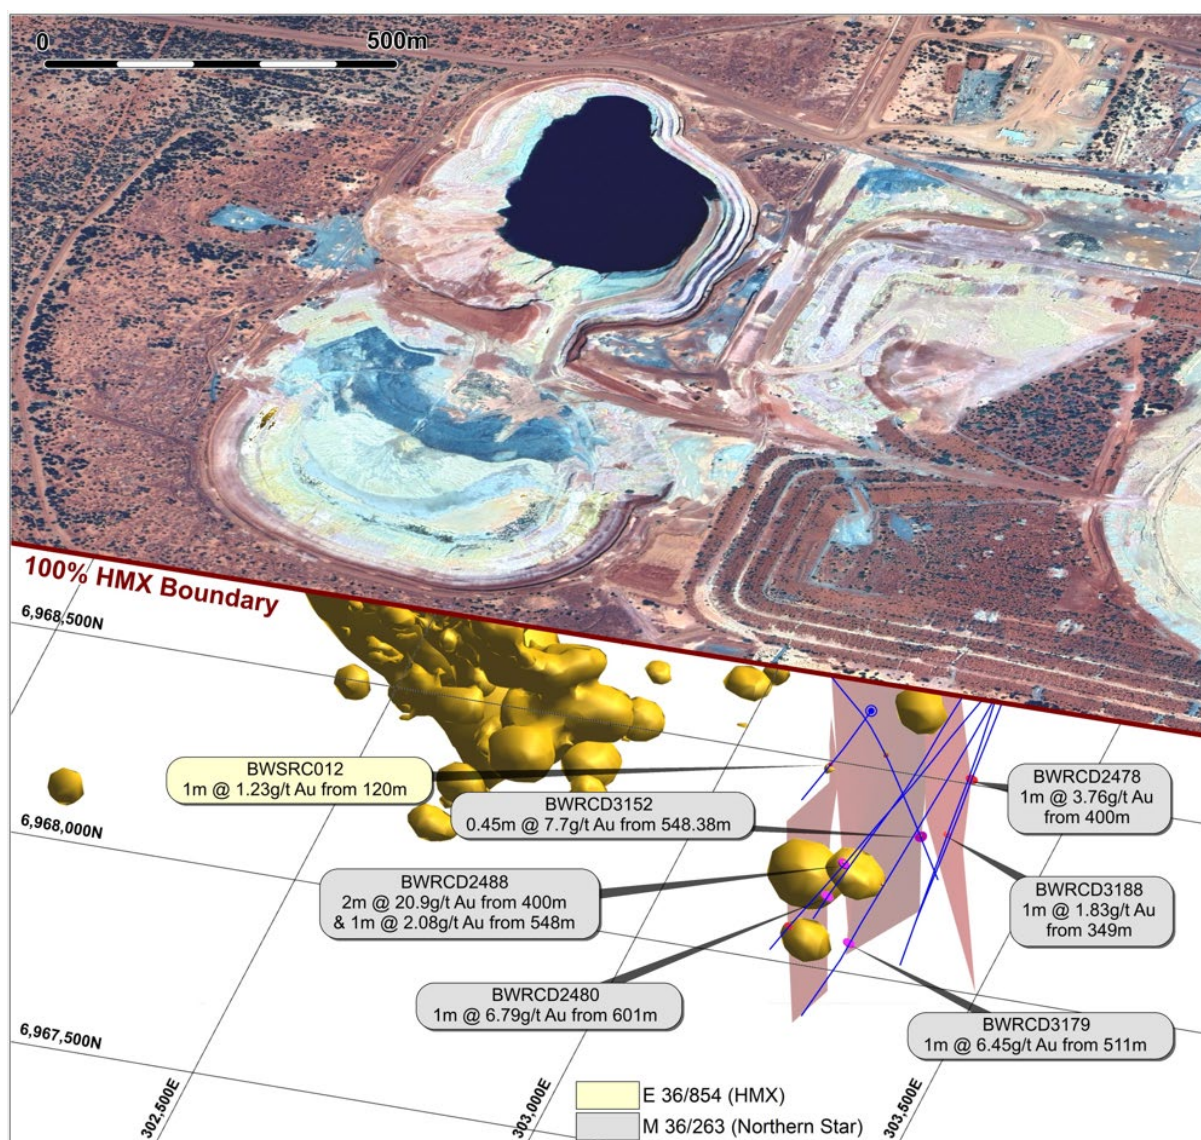 0
500m
100% HMX Boundary
6,968,500N
BWSRC012
1m @ 1.23g/t Au from 120m
BWRCD2478
1m @ 3.76g/t Au
from 400m
BWRCD3152
0.45m @ 7.7g/t Au from 548.38m
6,968,000N
BWRCD2488
2m @ 20.9g/t Au from 400m
& 1m @ 2.08g/t Au from 548m
BWRCD3188
1m @ 1.83g/t Au
from 349m
BWRCD2480
1m @ 6.79g/t Au from 601m
BWRCD3179
1m @ 6.45g/t Au from 511m
6,967,500N
302,500E
303,000E
303,500E
E 36/854 (HMX)
M 36/263 (Northern Star)